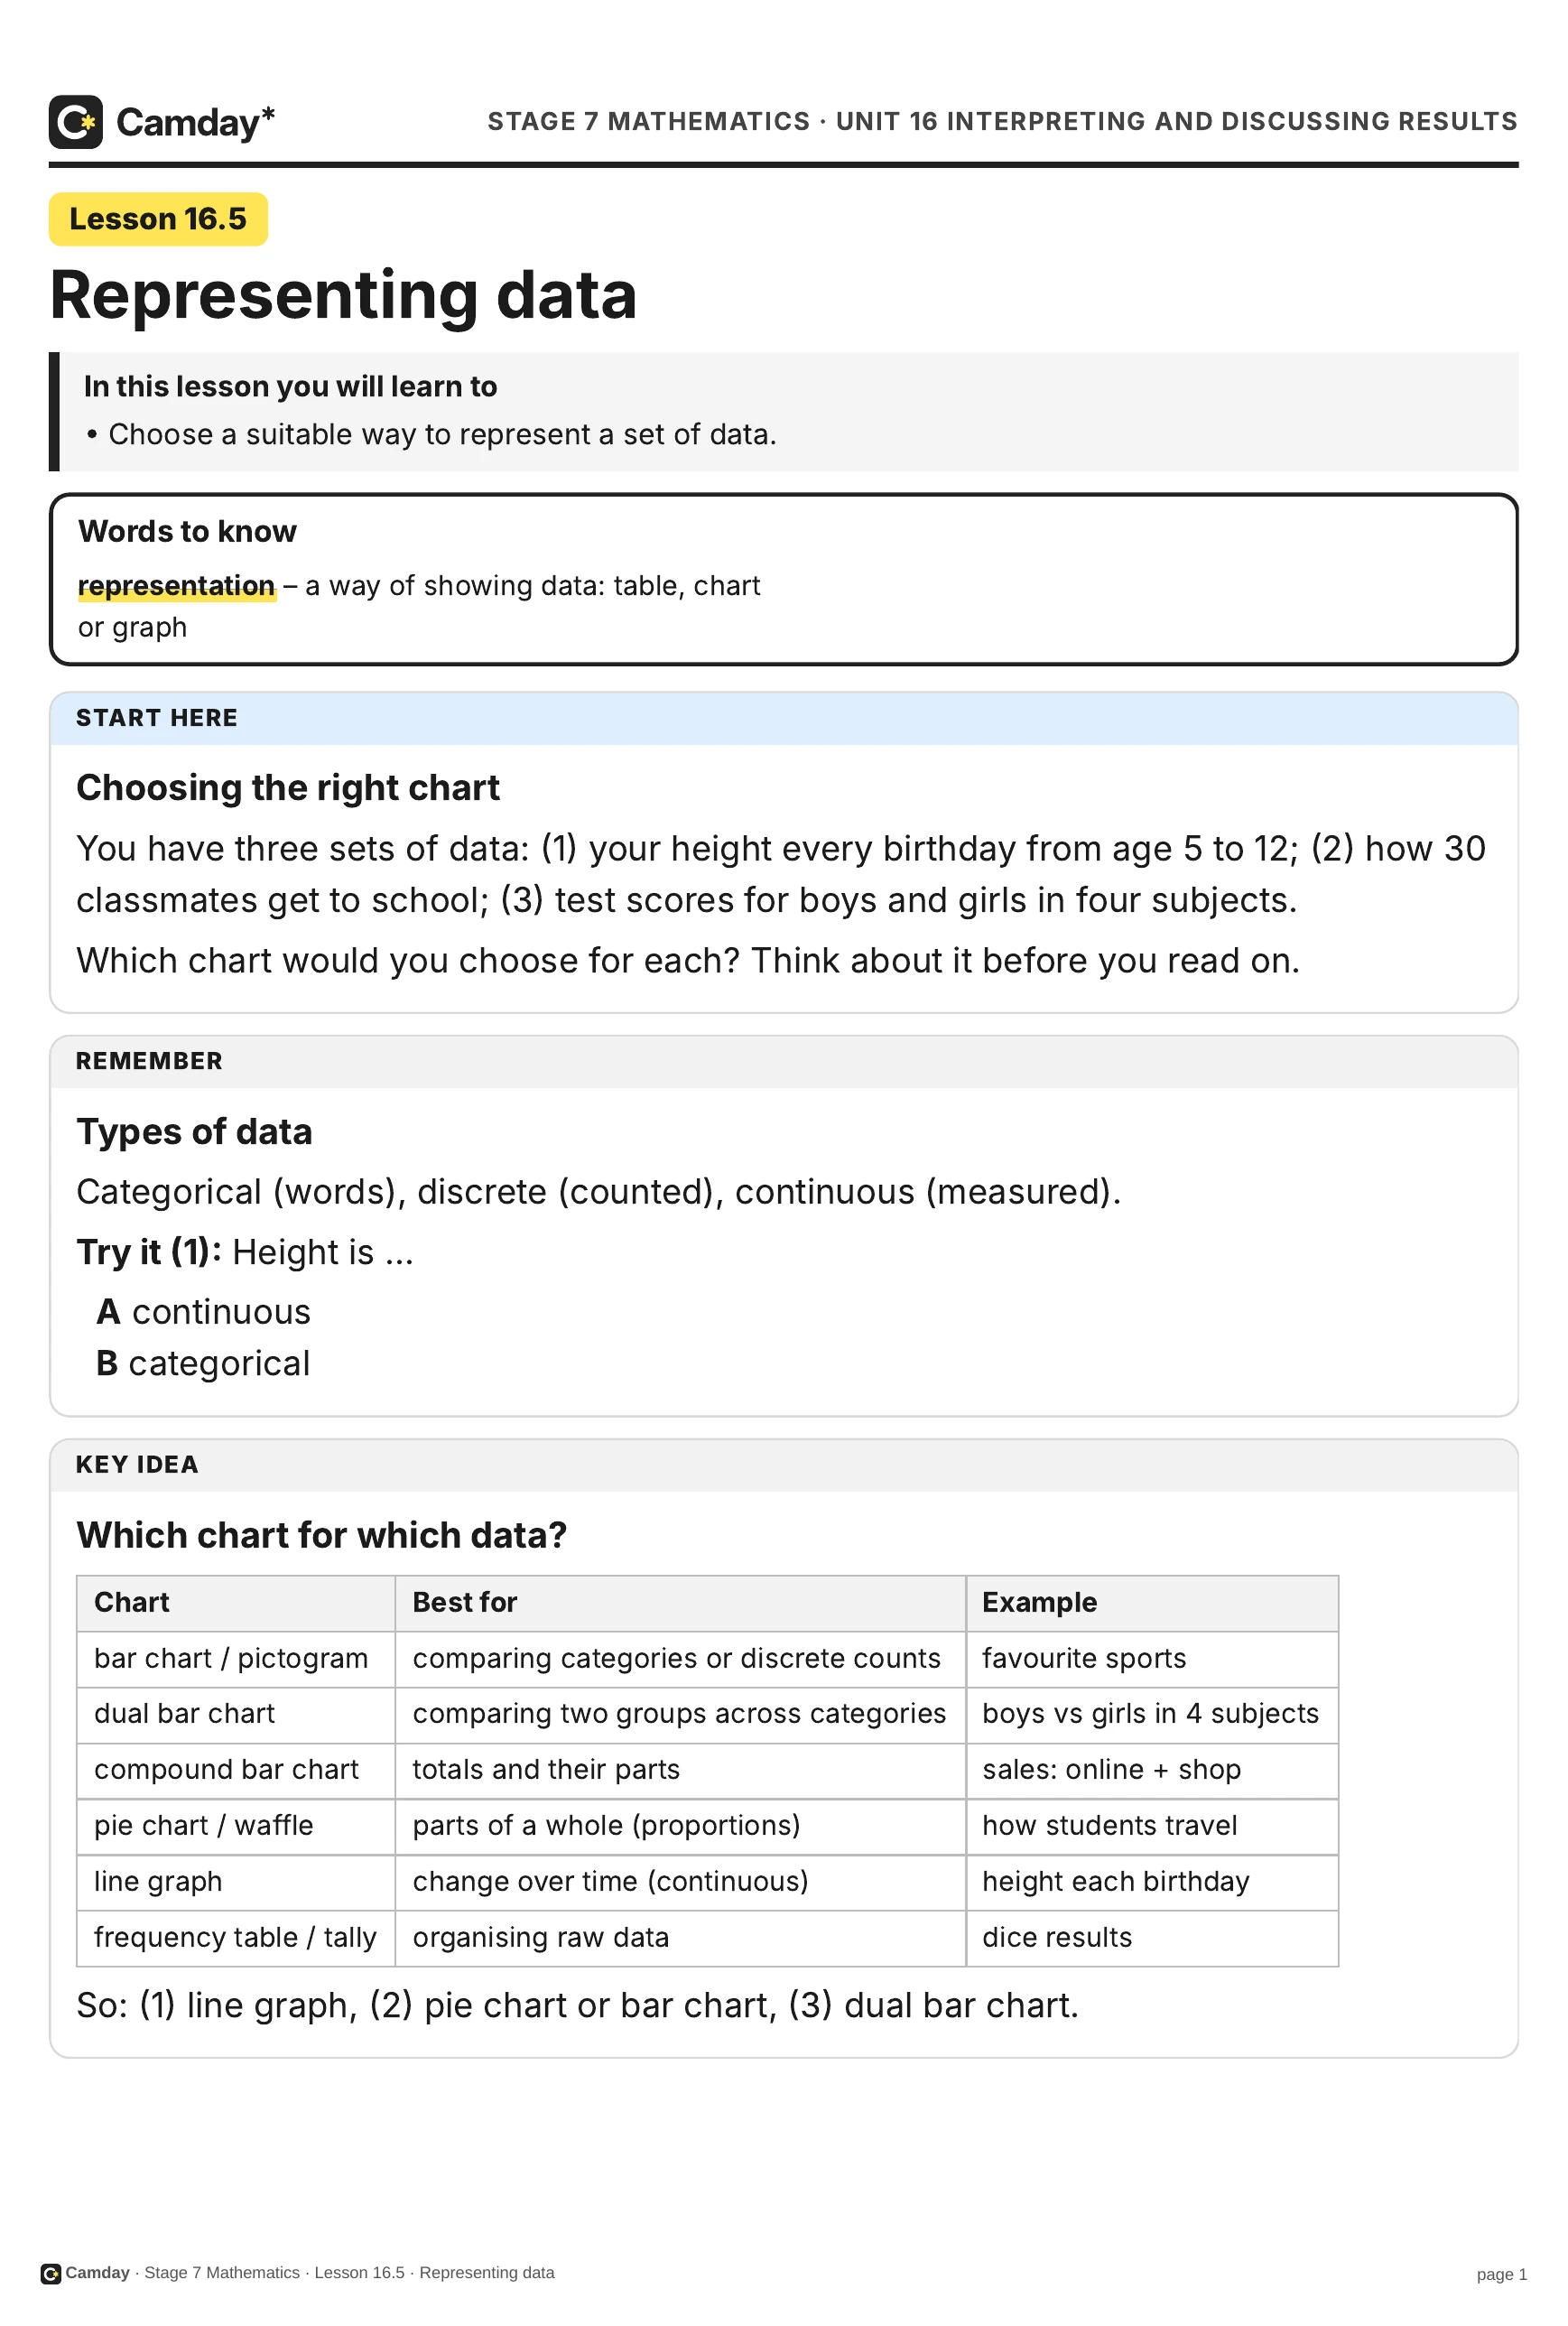 Camday*
STAGE 7 MATHEMATICS · UNIT 16 INTERPRETING AND DISCUSSING RESULTS
Lesson 16.5
Representing data
In this lesson you will learn to
• Choose a suitable way to represent a set of data.
Words to know
representation – a way of showing data: table, chart
or graph
START HERE
Choosing the right chart
You have three sets of data: (1) your height every birthday from age 5 to 12; (2) how 30
classmates get to school; (3) test scores for boys and girls in four subjects.
Which chart would you choose for each? Think about it before you read on.
REMEMBER
Types of data
Categorical (words), discrete (counted), continuous (measured).
Try it (1): Height is ...
A continuous
B categorical
KEY IDEA
Which chart for which data?
Chart Best for Example
bar chart / pictogram comparing categories or discrete counts favourite sports
dual bar chart comparing two groups across categories boys vs girls in 4 subjects
compound bar chart totals and their parts sales: online + shop
pie chart / waffle parts of a whole (proportions) how students travel
line graph change over time (continuous) height each birthday
frequency table / tally organising raw data dice results
So: (1) line graph, (2) pie chart or bar chart, (3) dual bar chart.
Camday · Stage 7 Mathematics · Lesson 16.5 · Representing data
page 1